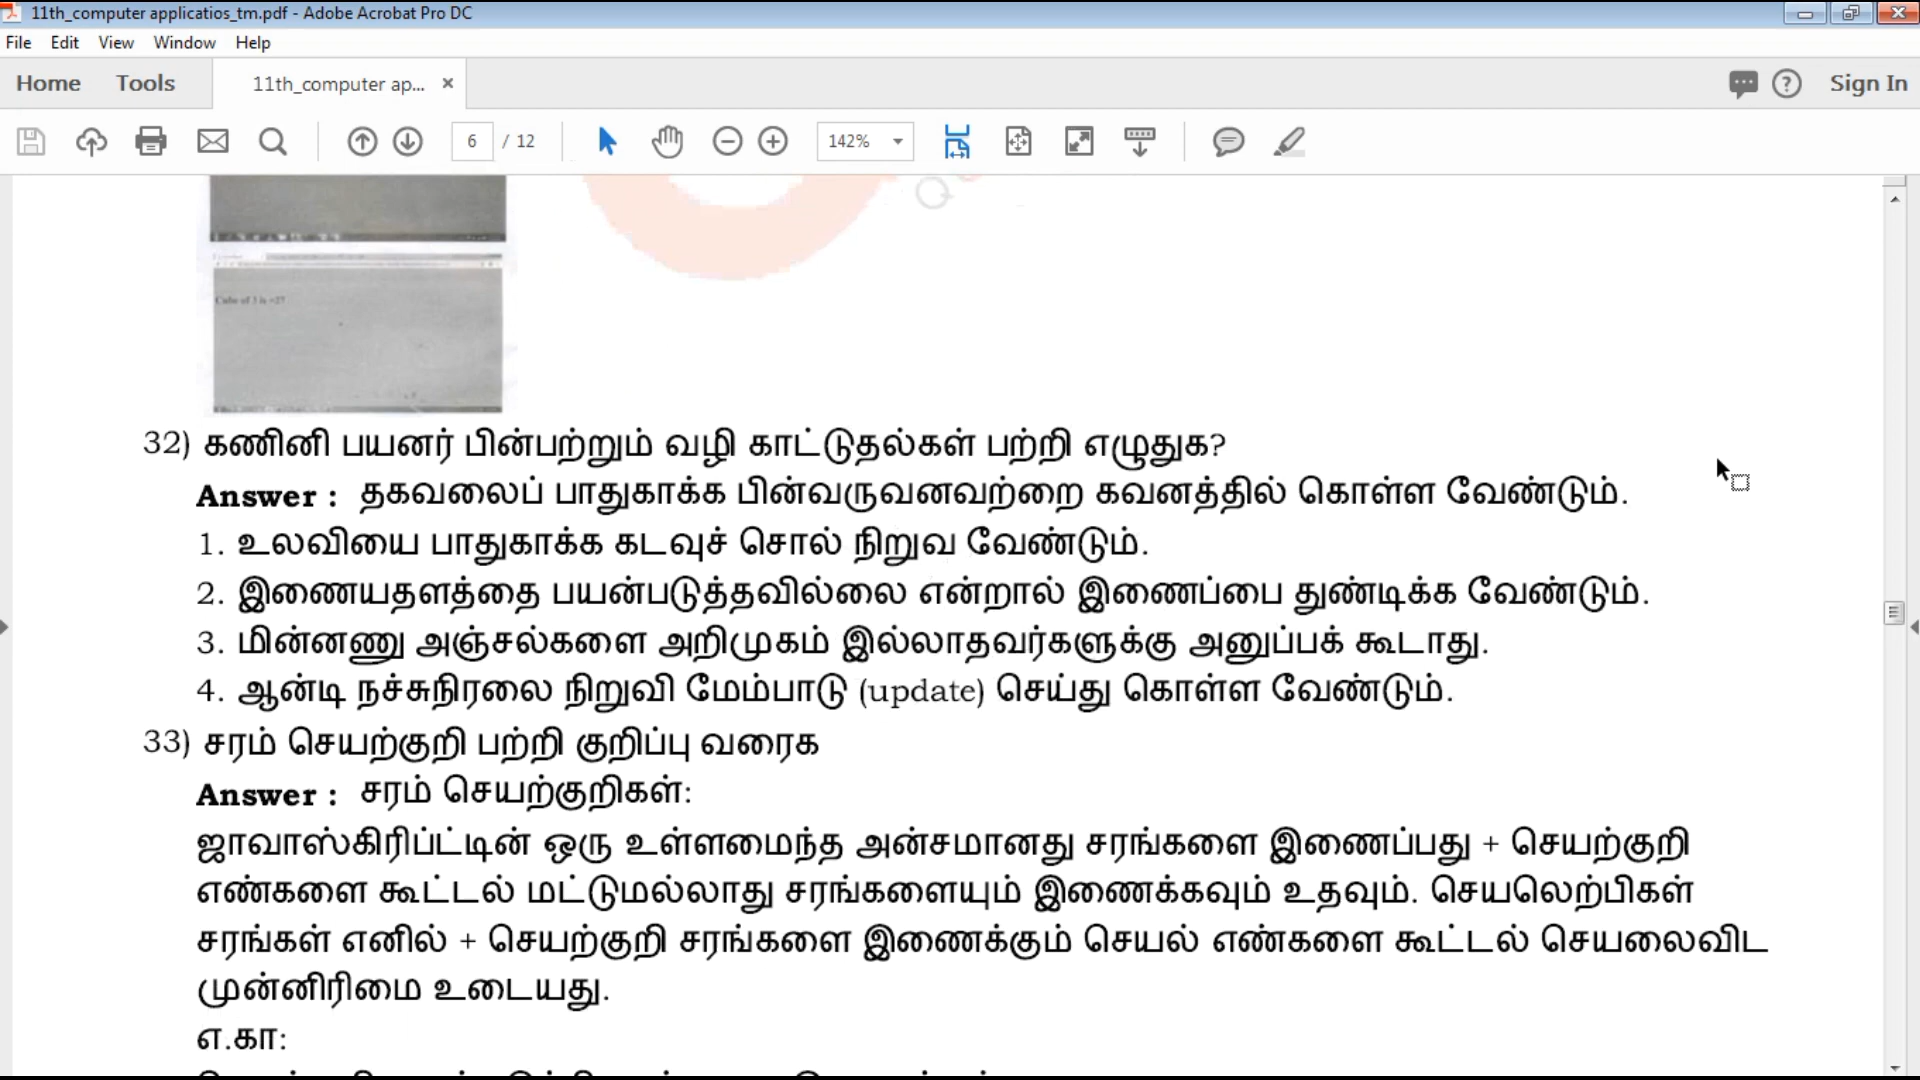 11th_computer applicatios_tm.pdf - Adobe Acrobat Pro DC
File Edit View Window Help
Home Tools 11th_computer ap... × Sign In
6 / 12 142%
Cube of 3 is =27
32) கணினி பயனர் பின்பற்றும் வழி காட்டுதல்கள் பற்றி எழுதுக?
Answer : தகவலைப் பாதுகாக்க பின்வருவனவற்றை கவனத்தில் கொள்ள வேண்டும்.
1. உலவியை பாதுகாக்க கடவுச் சொல் நிறுவ வேண்டும்.
2. இணையதளத்தை பயன்படுத்தவில்லை என்றால் இணைப்பை துண்டிக்க வேண்டும்.
3. மின்னணு அஞ்சல்களை அறிமுகம் இல்லாதவர்களுக்கு அனுப்பக் கூடாது.
4. ஆன்டி நச்சுநிரலை நிறுவி மேம்பாடு (update) செய்து கொள்ள வேண்டும்.
33) சரம் செயற்குறி பற்றி குறிப்பு வரைக
Answer : சரம் செயற்குறிகள்:
ஜாவாஸ்கிரிப்ட்டின் ஒரு உள்ளமைந்த அன்சமானது சரங்களை இணைப்பது + செயற்குறி
எண்களை கூட்டல் மட்டுமல்லாது சரங்களையும் இணைக்கவும் உதவும். செயலெற்பிகள்
சரங்கள் எனில் + செயற்குறி சரங்களை இணைக்கும் செயல் எண்களை கூட்டல் செயலைவிட
முன்னிரிமை உடையது.
எ.கா: